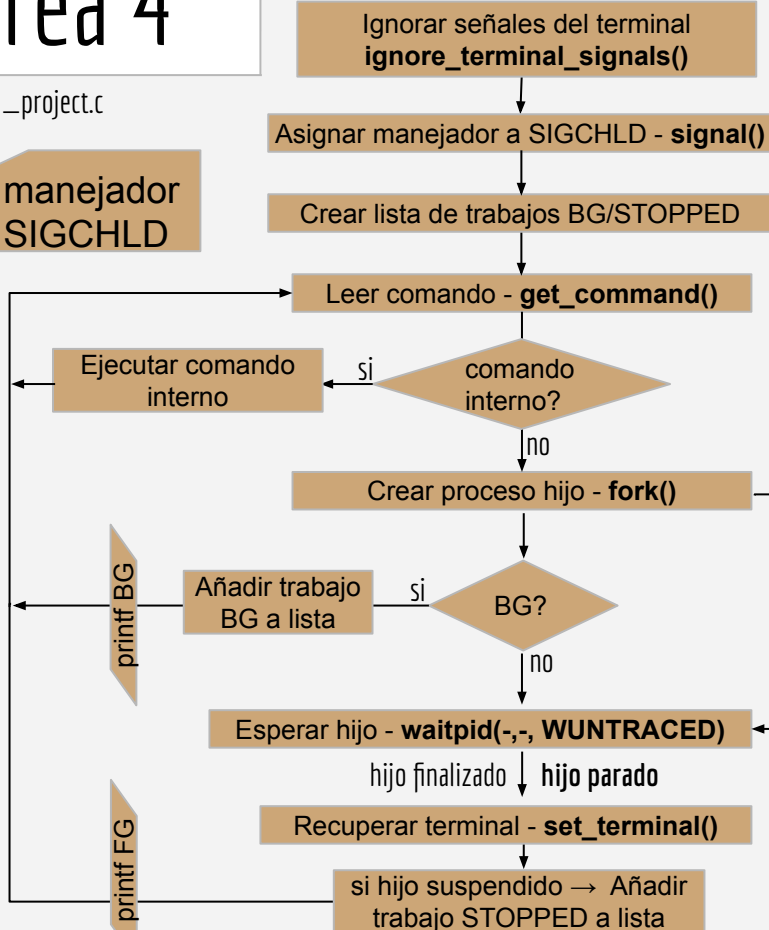 Tarea 4
_project.c
manejador
SIGCHLD
Ignorar señales del terminal
ignore_terminal_signals()
Asignar manejador a SIGCHLD - signal()
Crear lista de trabajos BG/STOPPED
Leer comando - get_command()
Ejecutar comando
interno
si
comando
interno?
no
Crear proceso hijo - fork()
printf BG
Añadir trabajo
BG a lista
si
BG?
no
Esperar hijo - waitpid(-,-, WUNTRACED)
hijo finalizado
hijo parado
Recuperar terminal - set_terminal()
printf FG
si hijo suspendido → Añadir
trabajo STOPPED a lista